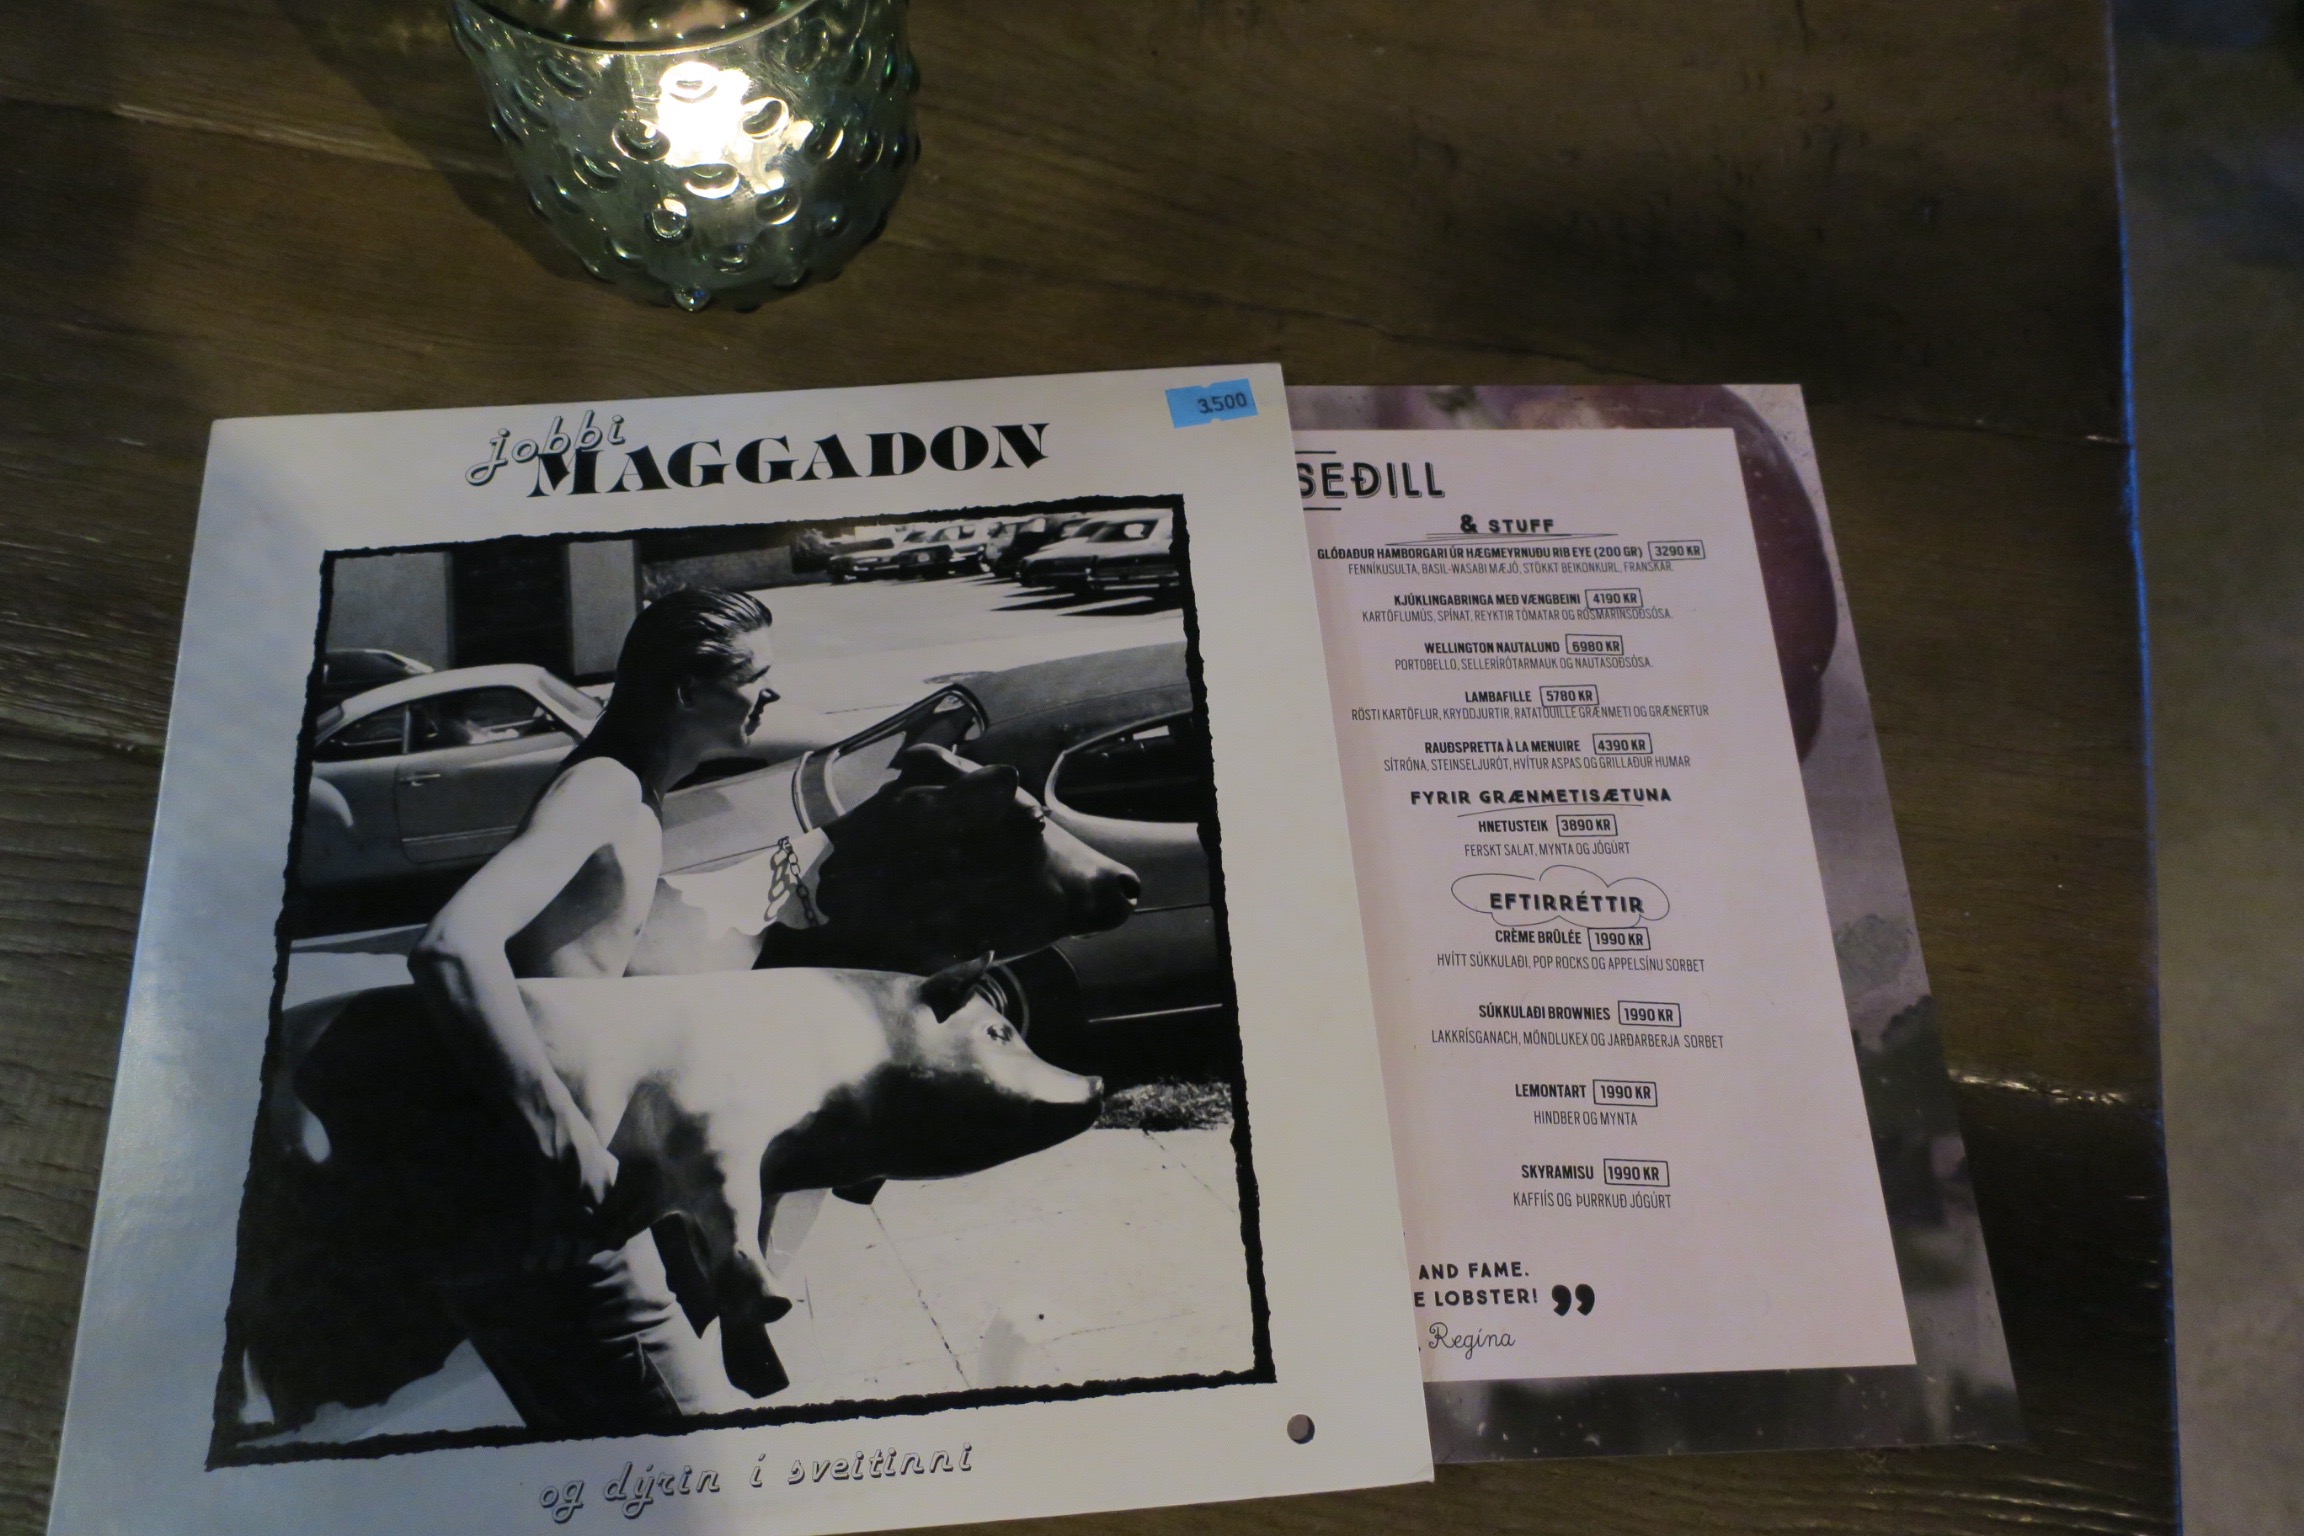 jobbi
MAGGADON
3.500
og dýrin í sveitinni
SEÐILL
& STUFF
GLÓÐAÐUR HAMBORGARI ÚR HÆGMEYRNUÐU RIB EYE (200 GR) 3290 KR
FENNÍKUSULTA, BASIL-WASABI MÆJÓ, STÖKKT BEIKONKURL, FRANSKAR.
KJÚKLINGABRINGA MEÐ VÆNGBEINI 4190 KR
KARTÖFLUMÚS, SPÍNAT, REYKTIR TÓMATAR OG RÓSMARINSOÐSÓSA.
WELLINGTON NAUTALUND 6980 KR
PORTOBELLO, SELLERÍRÓTARMAUK OG NAUTASOÐSÓSA.
LAMBAFILLE 5780 KR
RÖSTI KARTÖFLUR, KRYDDJURTIR, RATATOUILLE GRÆNMETI OG GRÆNERTUR
RAUÐSPRETTA À LA MENUIRE 4390 KR
SÍTRÓNA, STEINSELJURÓT, HVÍTUR ASPAS OG GRILLAÐUR HUMAR
FYRIR GRÆNMETISÆTUNA
HNETUSTEIK 3890 KR
FERSKT SALAT, MYNTA OG JÓGÚRT
EFTIRRÉTTIR
CRÈME BRÛLÉE 1990 KR
HVÍTT SÚKKULAÐI, POP ROCKS OG APPELSÍNU SORBET
SÚKKULAÐI BROWNIES 1990 KR
LAKKRÍSGANACH, MÖNDLUKEX OG JARÐARBERJA SORBET
LEMONTART 1990 KR
HINDBER OG MYNTA
SKYRAMISU 1990 KR
KAFFIÍS OG ÞURRKUÐ JÓGÚRT
AND FAME.
E LOBSTER! ”
. Regína